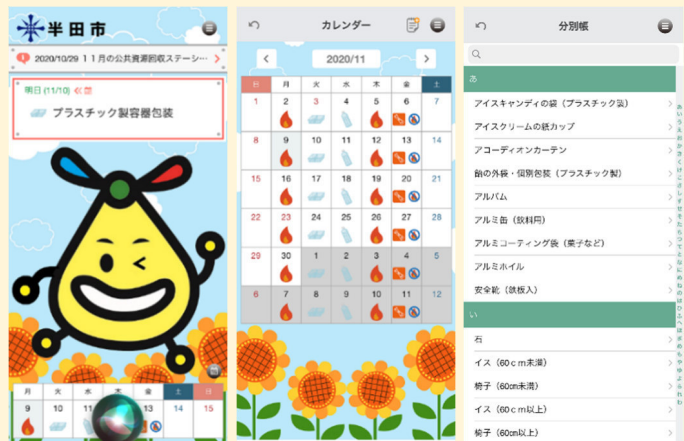 半田市
2020/10/29 11月の公共資源回収ステーシ…
明日(11/10)
プラスチック製容器包装
月 火 水 木 金 土 日
9 10 11 13 14 15
カレンダー
2020/11
日 月 火 水 木 金 土
1 2 3 4 5 6 7
8 9 10 11 12 13 14
15 16 17 18 19 20 21
22 23 24 25 26 27 28
29 30 1 2 3 4 5
6 7 8 9 10 11 12
分別帳
あ
アイスキャンディの袋(プラスチック製)
アイスクリームの紙カップ
アコーディオンカーテン
飴の外袋・個別包装(プラスチック製)
アルバム
アルミ缶(飲料用)
アルミコーティング袋(菓子など)
アルミホイル
安全靴(鉄板入)
い
石
イス(60cm未満)
椅子(60cm未満)
イス(60cm以上)
椅子(60cm以上)